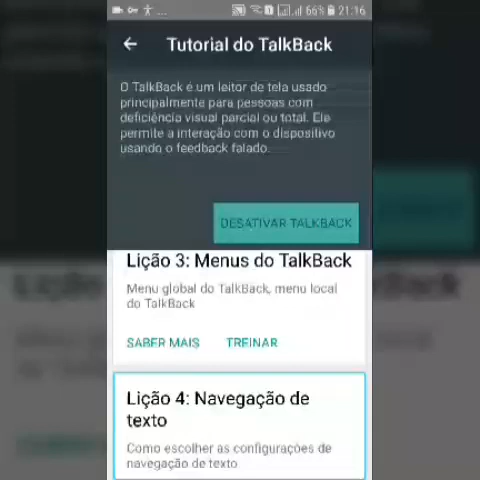 66% 21:16
Tutorial do TalkBack
O TalkBack é um leitor de tela usado
principalmente para pessoas com
deficiência visual parcial ou total. Ele
permite a interação com o dispositivo
usando o feedback falado.
DESATIVAR TALKBACK
Lição 3: Menus do TalkBack
Menu global do TalkBack, menu local
do TalkBack
SABER MAIS TREINAR
Lição 4: Navegação de
texto
Como escolher as configurações de
navegação de texto